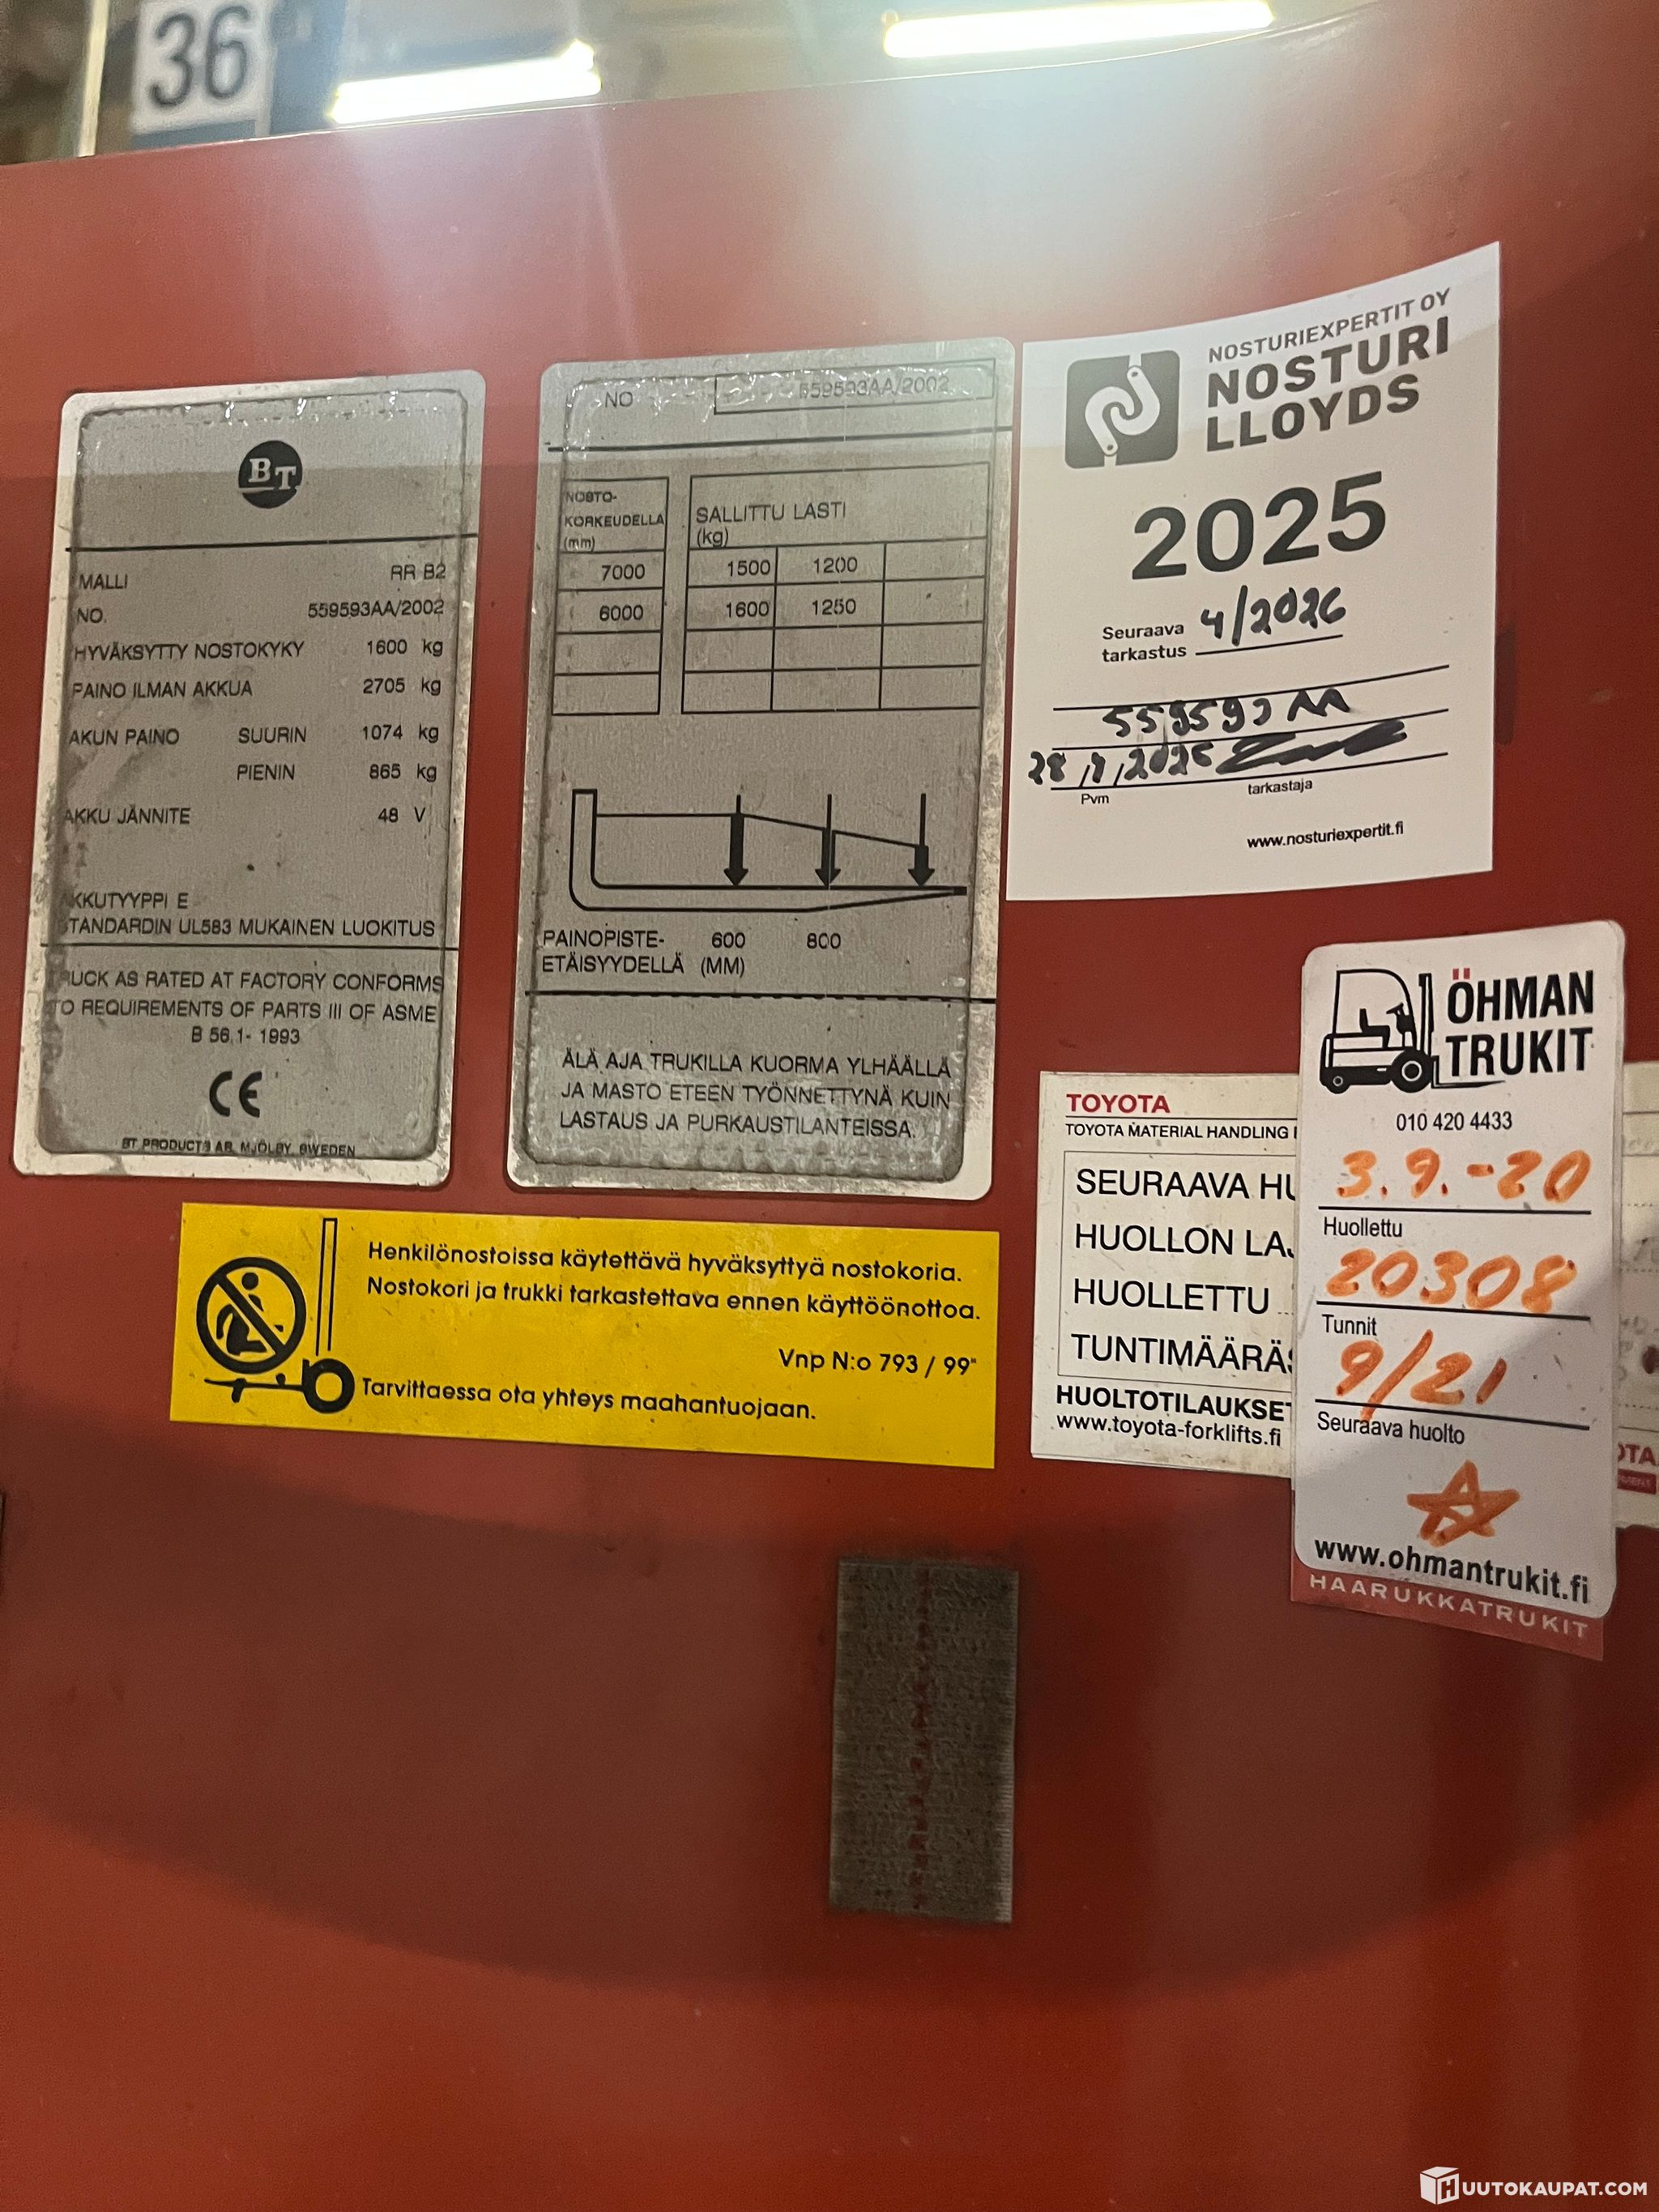 36
BT
MALLI RR B2
NO. 559593AA/2002
HYVÄKSYTTY NOSTOKYKY 1600 kg
PAINO ILMAN AKKUA 2705 kg
AKUN PAINO SUURIN 1074 kg
PIENIN 865 kg
AKKU JÄNNITE 48 V
AKKUTYYPPI E
STANDARDIN UL583 MUKAINEN LUOKITUS
TRUCK AS RATED AT FACTORY CONFORMS
TO REQUIREMENTS OF PARTS III OF ASME
B 56.1- 1993
CE
BT PRODUCTS AB, MJÖLBY, SWEDEN
NO 559593AA/2002
NOSTO-
KORKEUDELLA
(mm)
SALLITTU LASTI
(kg)
7000 1500 1200
6000 1600 1250
PAINOPISTE- 600 800
ETÄISYYDELLÄ (MM)
ÄLÄ AJA TRUKILLA KUORMA YLHÄÄLLÄ
JA MASTO ETEEN TYÖNNETTYNÄ KUIN
LASTAUS JA PURKAUSTILANTEISSA.
NOSTURIEXPERTIT OY
NOSTURI
LLOYDS
2025
Seuraava
tarkastus 4/2026
559593
Pvm tarkastaja
www.nosturiexpertit.fi
Henkilönostoissa käytettävä hyväksyttyä nostokoria.
Nostokori ja trukki tarkastettava ennen käyttöönottoa.
Vnp N:o 793 / 99"
Tarvittaessa ota yhteys maahantuojaan.
TOYOTA
TOYOTA MATERIAL HANDLING
SEURAAVA HU
HUOLLON LA
HUOLLETTU
TUNTIMÄÄRÄ
HUOLTOTILAUKSE
www.toyota-forklifts.fi
ÖHMAN
TRUKIT
010 420 4433
3.9.-20
Huollettu
20308
Tunnit
9/21
Seuraava huolto
www.ohmantrukit.fi
HAARUKKATRUKIT
OTA
HUUTOKAUPAT.COM